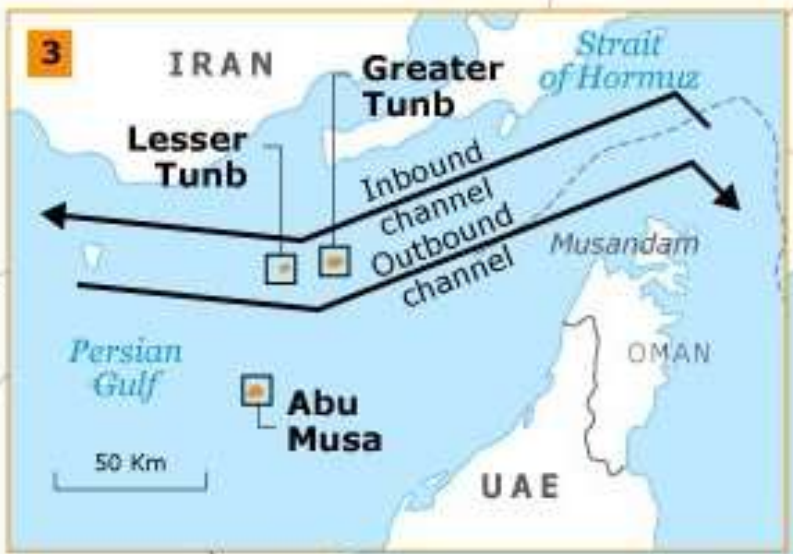 3
IRAN
Greater
Tunb
Strait
of Hormuz
Lesser
Tunb
Inbound
channel
Outbound
channel
Musandam
Persian
Gulf
OMAN
Abu
Musa
50 Km
UAE